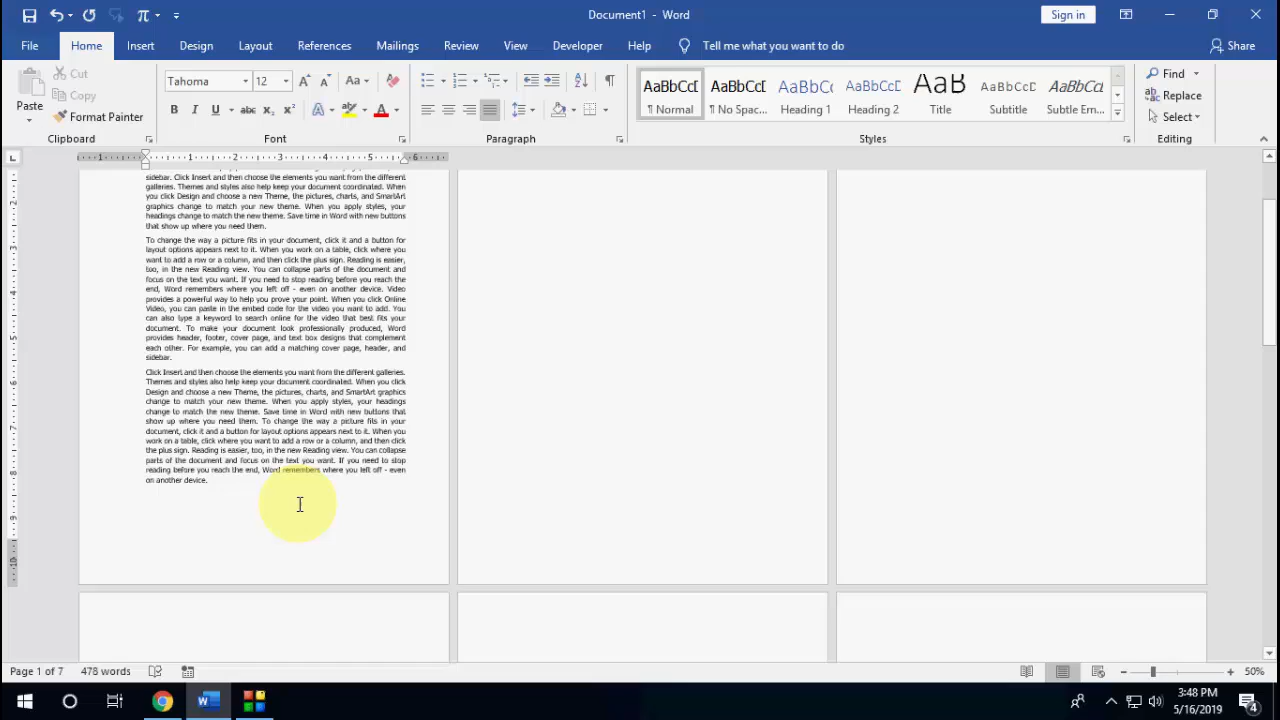 Document1 - Word
Sign in
File Home Insert Design Layout References Mailings Review View Developer Help Tell me what you want to do Share
Paste
Cut
Copy
Format Painter
Clipboard
Tahoma 12
Font
Paragraph
AaBbCcD ¶ Normal
AaBbCcD ¶ No Spac...
AaBbCc Heading 1
AaBbCcD Heading 2
AaB Title
AaBbCcD Subtitle
AaBbCcD Subtle Em...
Styles
Find
Replace
Select
Editing
1 1 2 3 4 5 6
sidebar. Click Insert and then choose the elements you want from the different
galleries. Themes and styles also help keep your document coordinated. When
you click Design and choose a new Theme, the pictures, charts, and SmartArt
graphics change to match your new theme. When you apply styles, your
headings change to match the new theme. Save time in Word with new buttons
that show up where you need them.
To change the way a picture fits in your document, click it and a button for
layout options appears next to it. When you work on a table, click where you
want to add a row or a column, and then click the plus sign. Reading is easier,
too, in the new Reading view. You can collapse parts of the document and
focus on the text you want. If you need to stop reading before you reach the
end, Word remembers where you left off - even on another device. Video
provides a powerful way to help you prove your point. When you click Online
Video, you can paste in the embed code for the video you want to add. You
can also type a keyword to search online for the video that best fits your
document. To make your document look professionally produced, Word
provides header, footer, cover page, and text box designs that complement
each other. For example, you can add a matching cover page, header, and
sidebar.
Click Insert and then choose the elements you want from the different galleries.
Themes and styles also help keep your document coordinated. When you click
Design and choose a new Theme, the pictures, charts, and SmartArt graphics
change to match your new theme. When you apply styles, your headings
change to match the new theme. Save time in Word with new buttons that
show up where you need them. To change the way a picture fits in your
document, click it and a button for layout options appears next to it. When you
work on a table, click where you want to add a row or a column, and then click
the plus sign. Reading is easier, too, in the new Reading view. You can collapse
parts of the document and focus on the text you want. If you need to stop
reading before you reach the end, Word remembers where you left off - even
on another device.
Page 1 of 7 478 words 50%
3:48 PM
5/16/2019
4